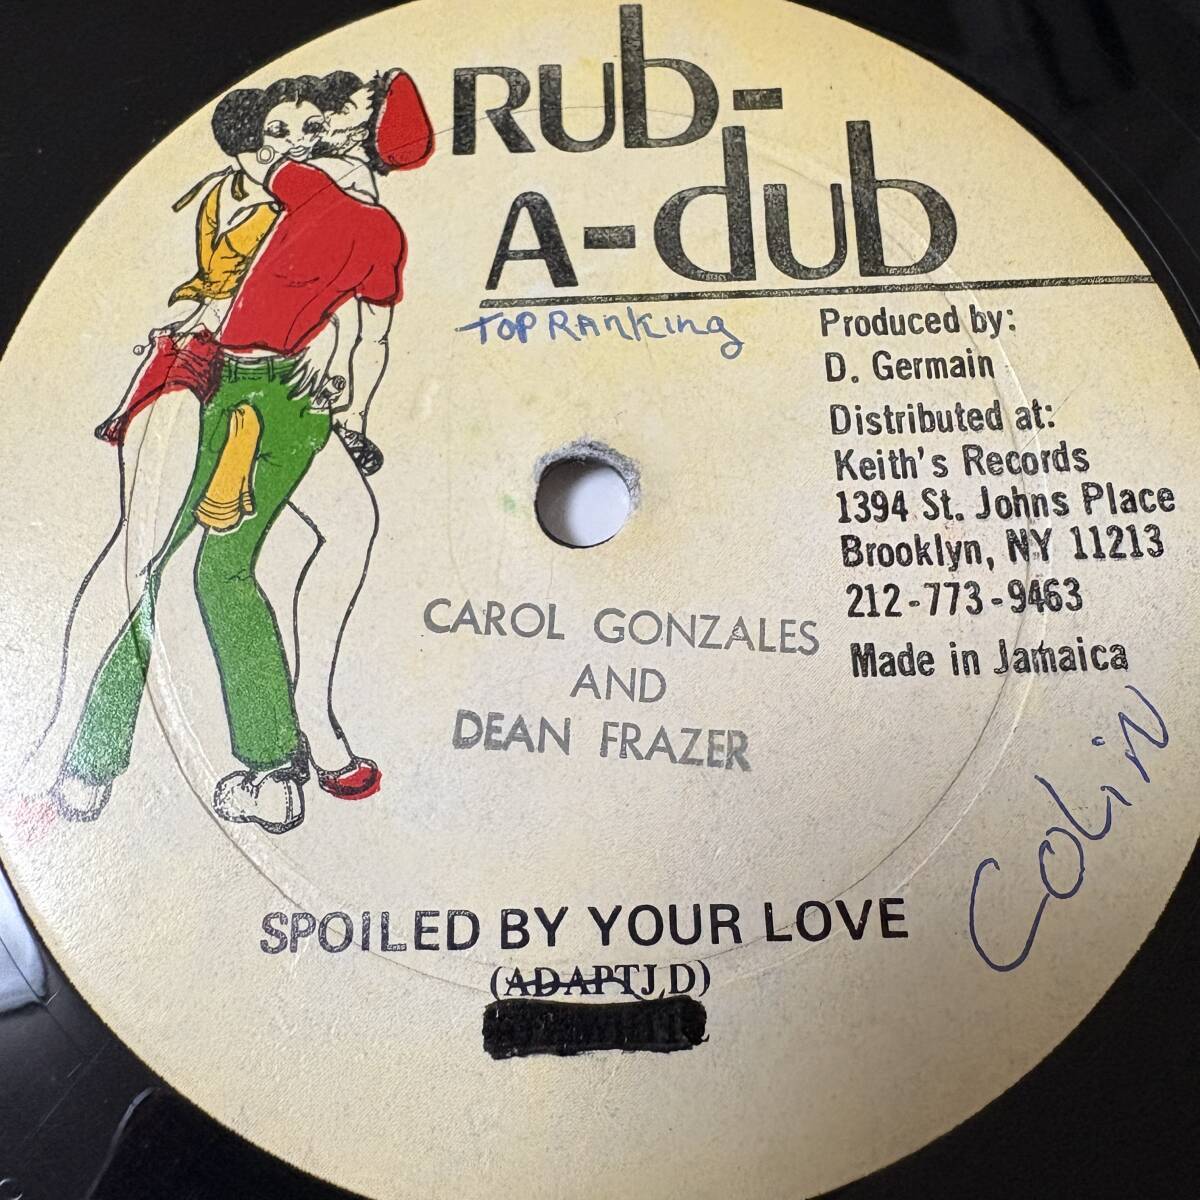 RUb-
A-dub
TOP RANKing
Produced by:
D. Germain
Distributed at:
Keith's Records
1394 St. Johns Place
Brooklyn, NY 11213
212-773-9463
Made in Jamaica
CAROL GONZALES
AND
DEAN FRAZER
COLiN
SPOILED BY YOUR LOVE
(ADAPTJ,D)